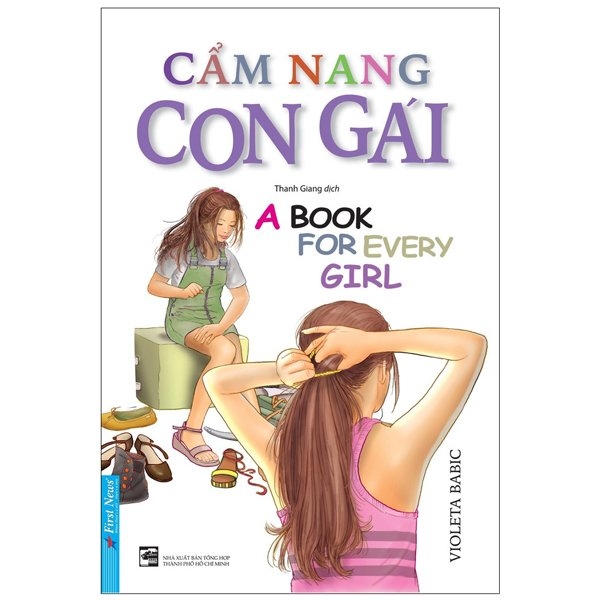 CẨM NANG
CON GÁI
Thanh Giang dịch
A BOOK
FOR EVERY
GIRL
VIOLETA BABIC
First News
NHÀ XUẤT BẢN TỔNG HỢP
THÀNH PHỐ HỒ CHÍ MINH